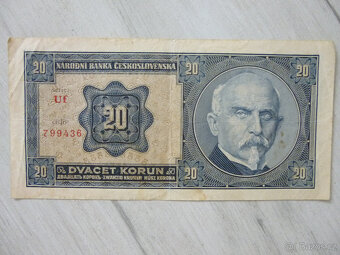 NÁRODNÍ BANKA ČESKOSLOVENSKÁ
20 20
Uf
20
799436
DVACET KORUN
20 20